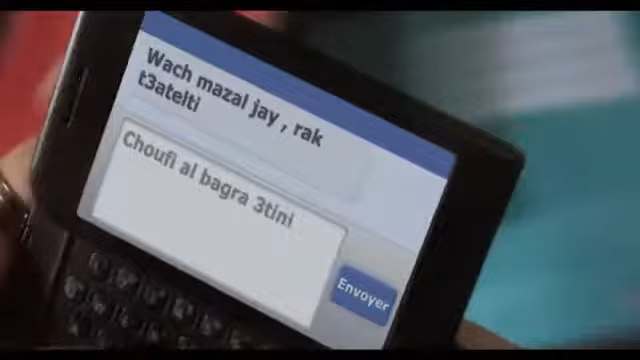 Wach mazal jay , rak
t3atelti
Choufi al bagra 3tini
Envoyer